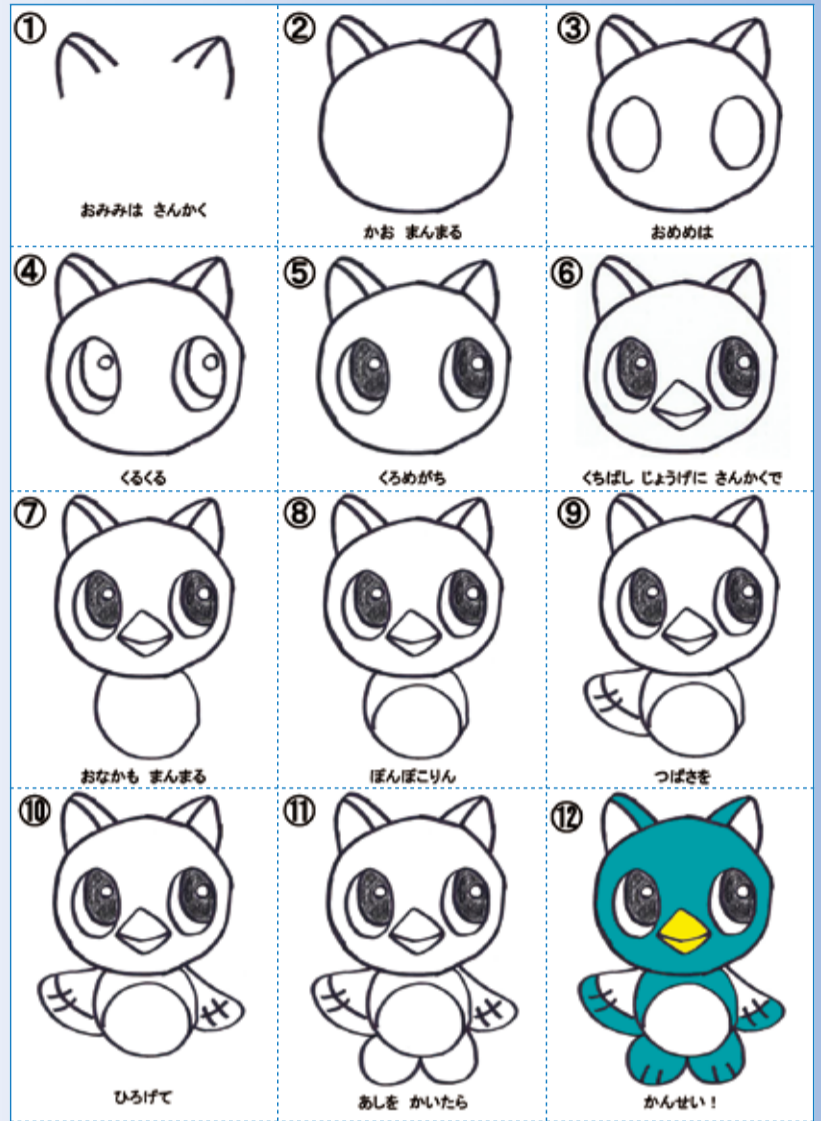 ①
おみみは さんかく
②
かお まんまる
③
おめめは
④
くるくる
⑤
くろめがち
⑥
くちばし じょうげに さんかくで
⑦
おなかも まんまる
⑧
ぽんぽこりん
⑨
つばさを
⑩
ひろげて
⑪
あしを かいたら
⑫
かんせい！